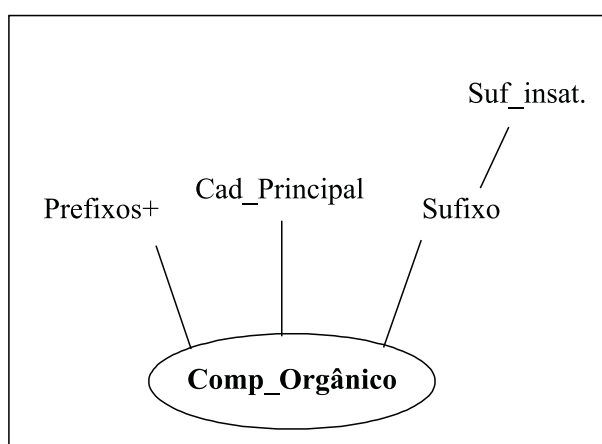 Suf_insat.
Cad_Principal
Prefixos+
Sufixo
Comp_Orgânico